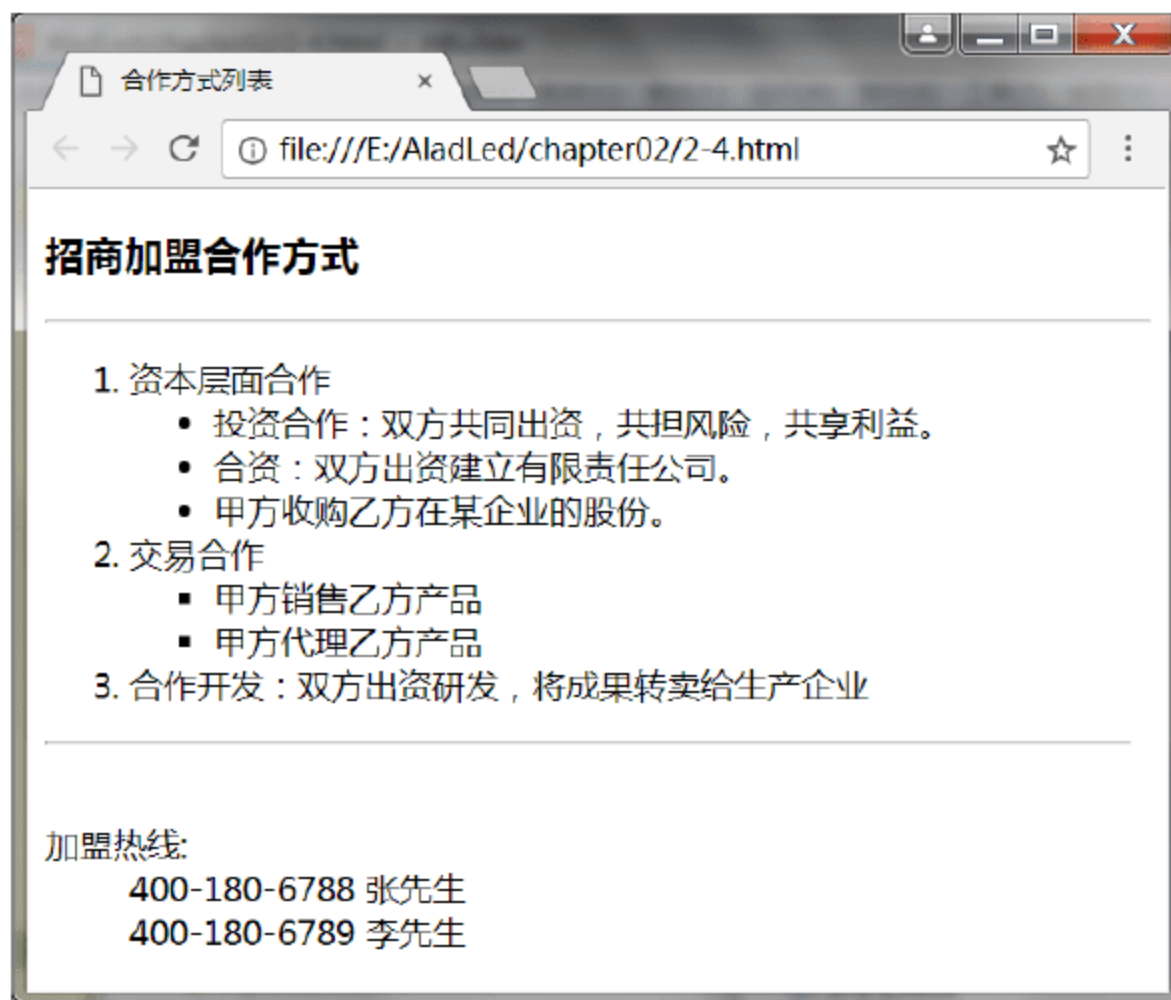 合作方式列表
file:///E:/AladLed/chapter02/2-4.html
招商加盟合作方式
1. 资本层面合作
• 投资合作：双方共同出资，共担风险，共享利益。
• 合资：双方出资建立有限责任公司。
• 甲方收购乙方在某企业的股份。
2. 交易合作
▪ 甲方销售乙方产品
▪ 甲方代理乙方产品
3. 合作开发：双方出资研发，将成果转卖给生产企业
加盟热线:
400-180-6788 张先生
400-180-6789 李先生